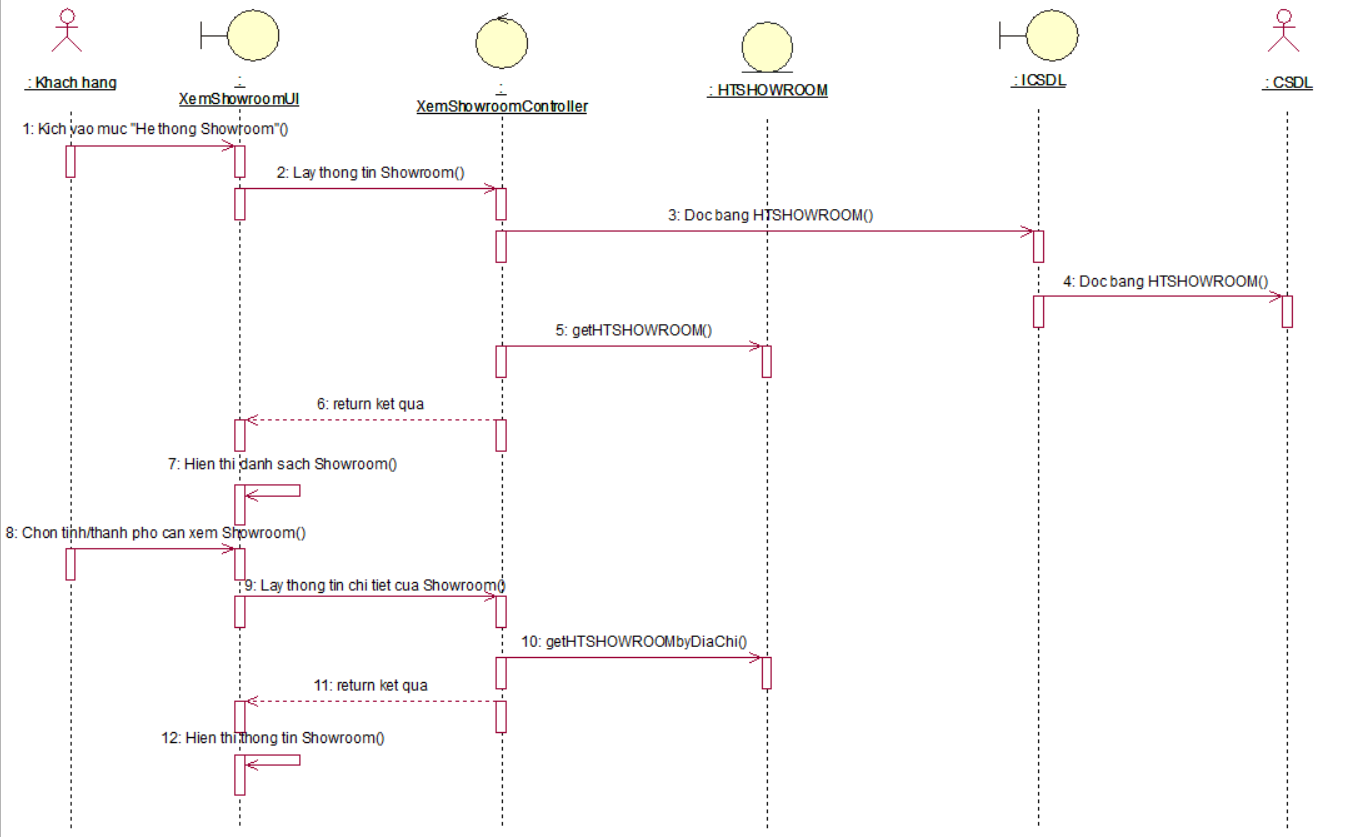 : Khach hang
:
XemShowroomUI
:
XemShowroomController
: HTSHOWROOM
: ICSDL
: CSDL
1: Kich vao muc "He thong Showroom"()
2: Lay thong tin Showroom()
3: Doc bang HTSHOWROOM()
4: Doc bang HTSHOWROOM()
5: getHTSHOWROOM()
6: return ket qua
7: Hien thi danh sach Showroom()
8: Chon tinh/thanh pho can xem Showroom()
9: Lay thong tin chi tiet cua Showroom()
10: getHTSHOWROOMbyDiaChi()
11: return ket qua
12: Hien thi thong tin Showroom()